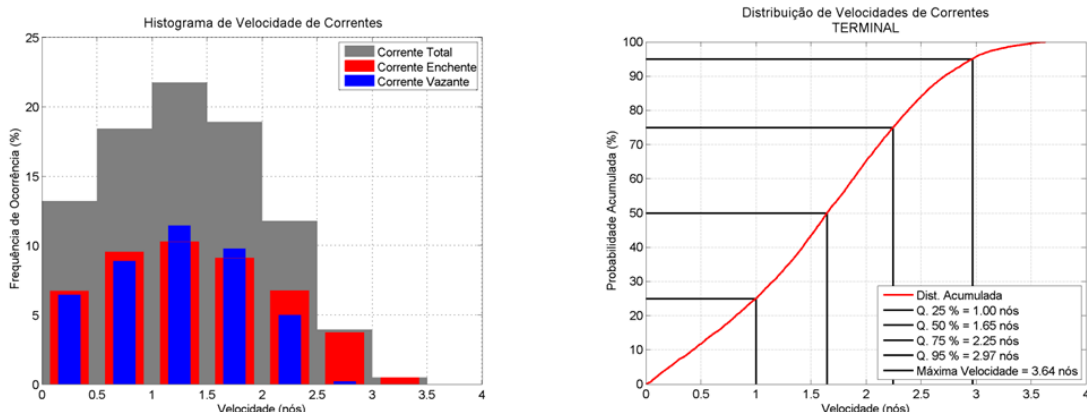 Histograma de Velocidade de Correntes
25
20
15
10
5
0
Frequência de Ocorrência (%)
Corrente Total
Corrente Enchente
Corrente Vazante
0 0.5 1 1.5 2 2.5 3 3.5 4
Velocidade (nós)
Distribuição de Velocidades de Correntes
TERMINAL
100
90
80
70
60
50
40
30
20
10
0
Probabilidade Acumulada (%)
Dist. Acumulada
Q. 25 % = 1.00 nós
Q. 50 % = 1.65 nós
Q. 75 % = 2.25 nós
Q. 95 % = 2.97 nós
Máxima Velocidade = 3.64 nós
0 0.5 1 1.5 2 2.5 3 3.5
Velocidade (nós)